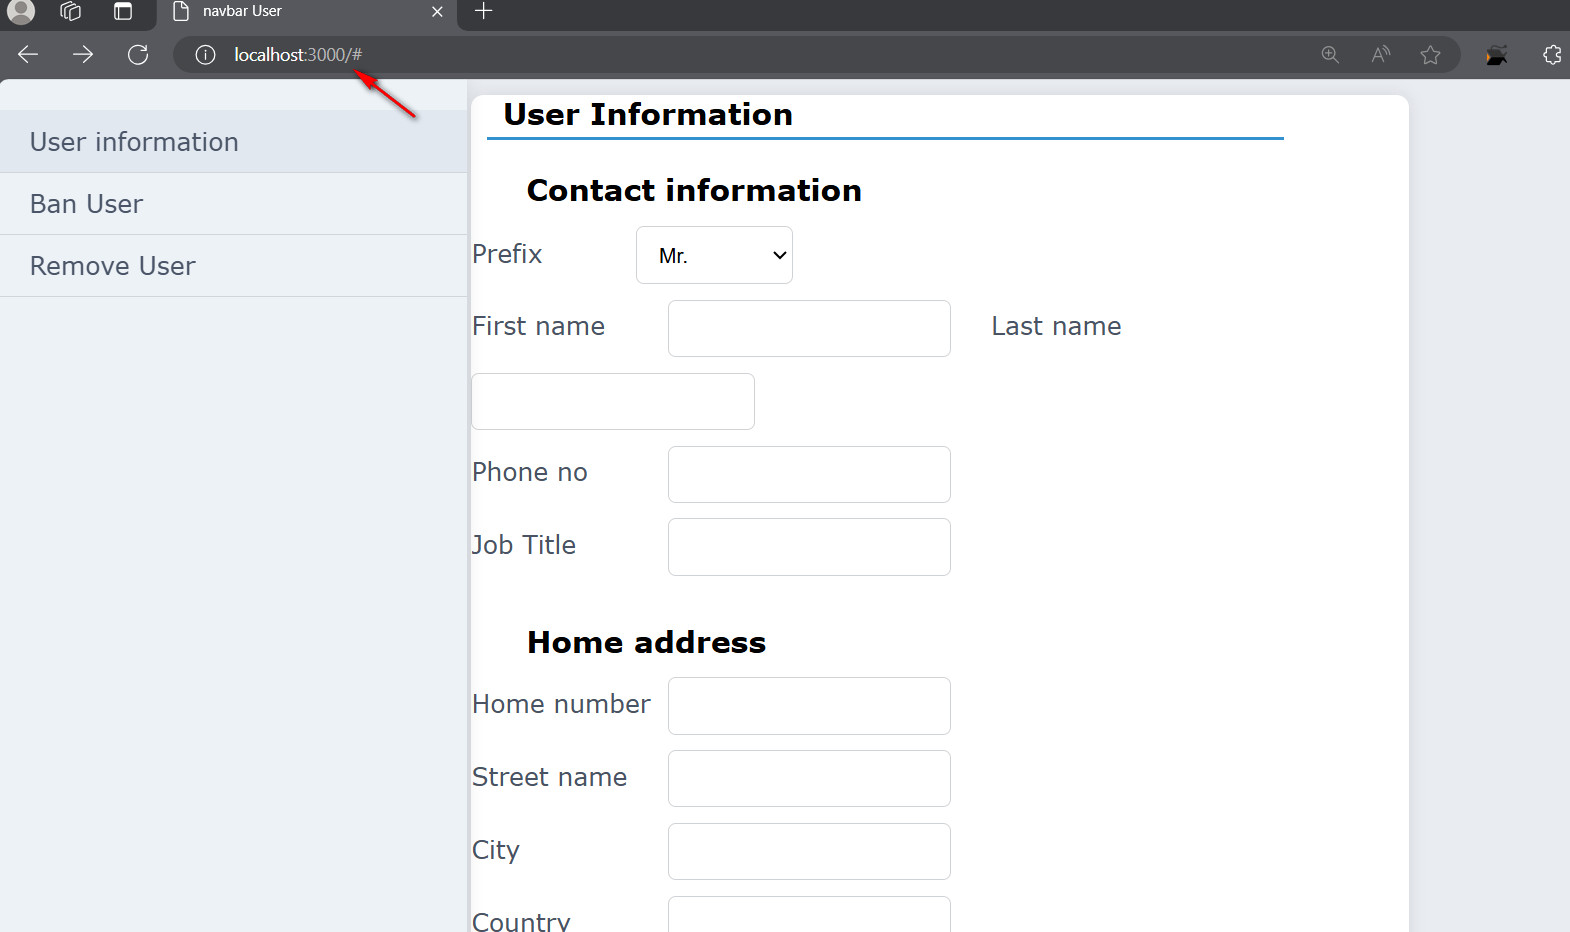 navbar User
localhost:3000/#
User information
Ban User
Remove User
User Information
Contact information
Prefix Mr.
First name Last name
Phone no
Job Title
Home address
Home number
Street name
City
Country